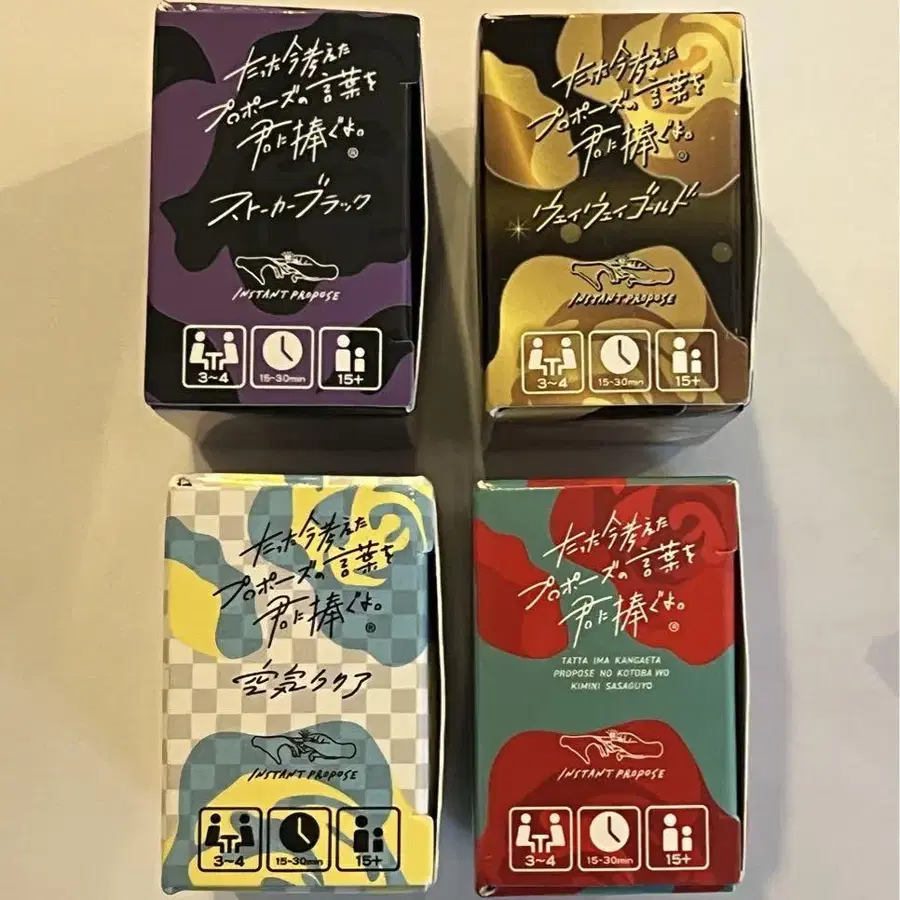 たった今考えた
プロポーズの言葉を
君に捧ぐよ。
®
ストーカーブラック
INSTANT PROPOSE
3~4
15-30min
15+
たった今考えた
プロポーズの言葉を
君に捧ぐよ。
®
ウェイウェイゴールド
INSTANT PROPOSE
3~4
15-30min
15+
たった今考えた
プロポーズの言葉を
君に捧ぐよ。
®
空気クリア
INSTANT PROPOSE
3~4
15-30min
15+
たった今考えた
プロポーズの言葉を
君に捧ぐよ。
®
TATTA IMA KANGAETA
PROPOSE NO KOTOBA WO
KIMINI SASAGUYO
INSTANT PROPOSE
3~4
15-30min
15+